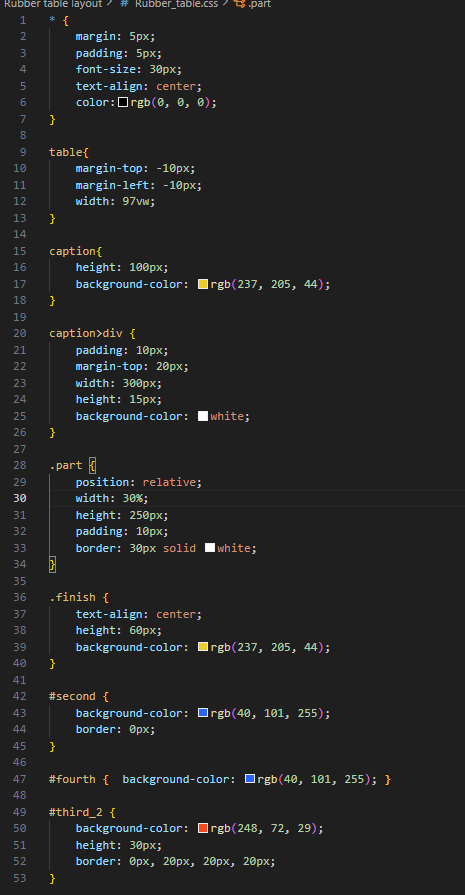 Rubber table layout > # Rubber_table.css > .part
1 * {
2 margin: 5px;
3 padding: 5px;
4 font-size: 30px;
5 text-align: center;
6 color: rgb(0, 0, 0);
7 }
8
9 table{
10 margin-top: -10px;
11 margin-left: -10px;
12 width: 97vw;
13 }
14
15 caption{
16 height: 100px;
17 background-color: rgb(237, 205, 44);
18 }
19
20 caption>div {
21 padding: 10px;
22 margin-top: 20px;
23 width: 300px;
24 height: 15px;
25 background-color: white;
26 }
27
28 .part {
29 position: relative;
30 width: 30%;
31 height: 250px;
32 padding: 10px;
33 border: 30px solid white;
34 }
35
36 .finish {
37 text-align: center;
38 height: 60px;
39 background-color: rgb(237, 205, 44);
40 }
41
42 #second {
43 background-color: rgb(40, 101, 255);
44 border: 0px;
45 }
46
47 #fourth { background-color: rgb(40, 101, 255); }
48
49 #third_2 {
50 background-color: rgb(248, 72, 29);
51 height: 30px;
52 border: 0px, 20px, 20px, 20px;
53 }